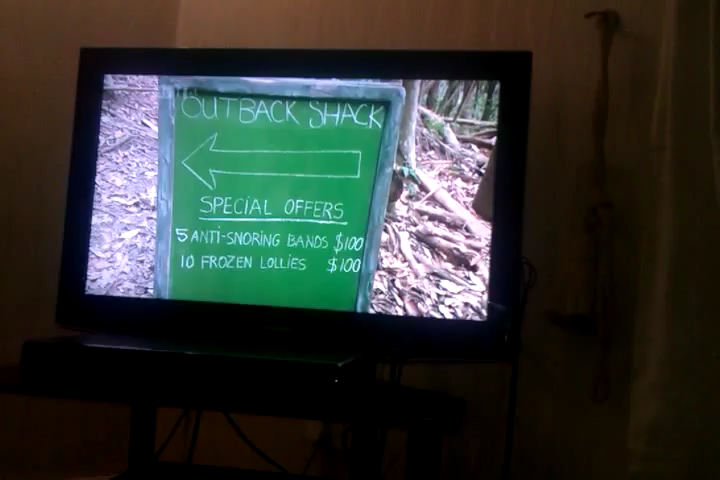 OUTBACK SHACK
SPECIAL OFFERS
5 ANTI-SNORING BANDS $100
10 FROZEN LOLLIES $100